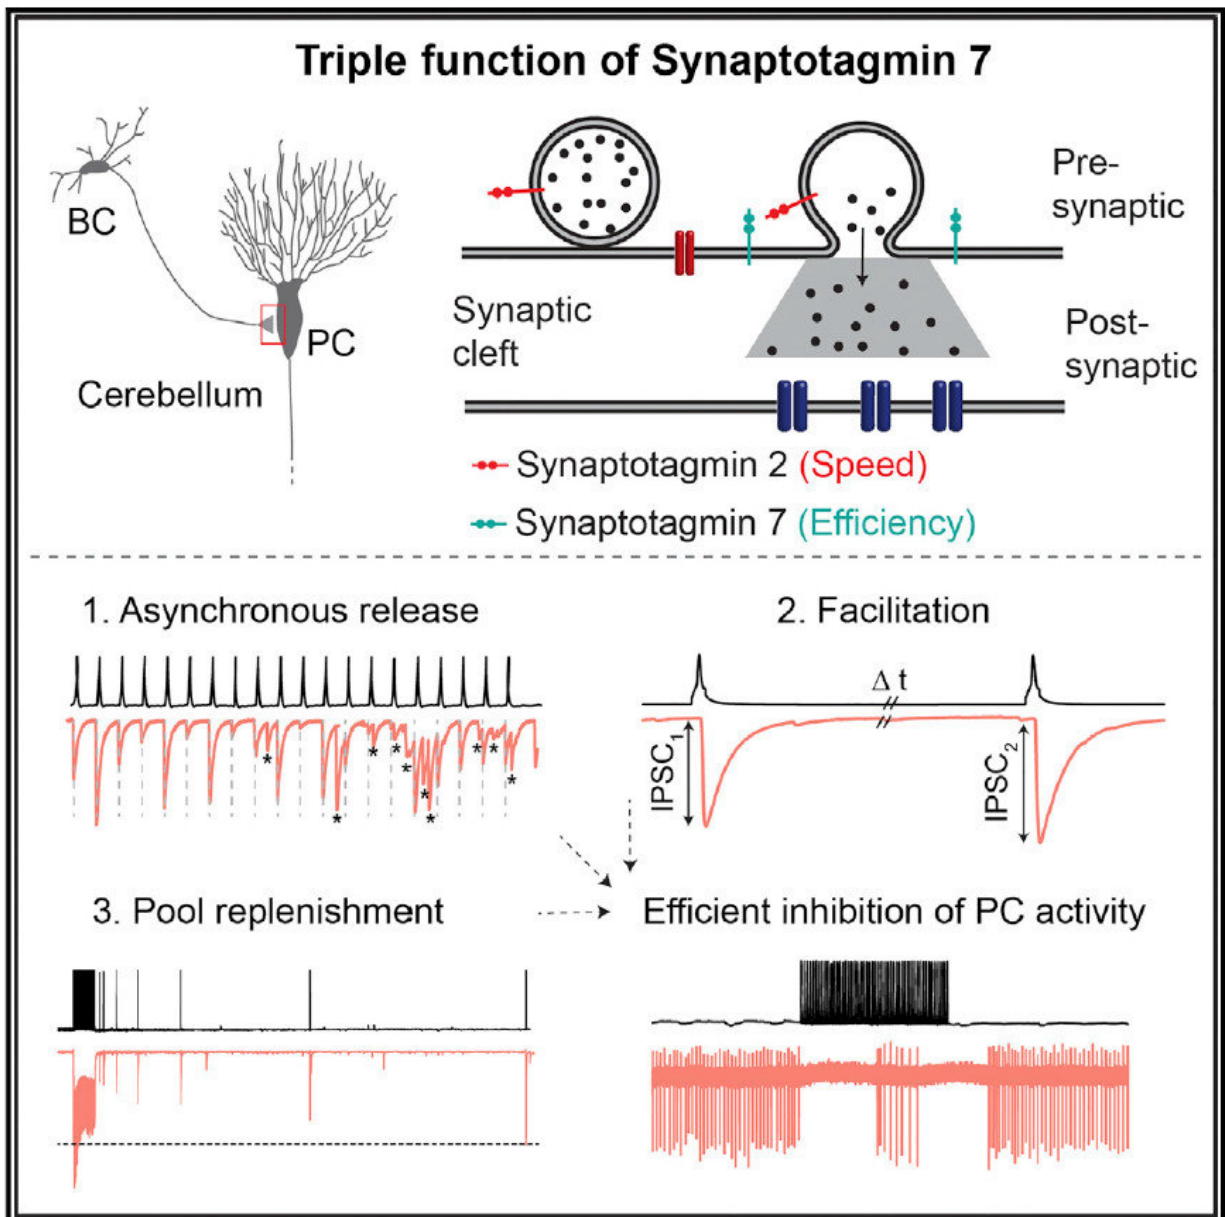 Triple function of Synaptotagmin 7
BC
PC
Cerebellum
Pre-
synaptic
Synaptic
cleft
Post-
synaptic
Synaptotagmin 2 (Speed)
Synaptotagmin 7 (Efficiency)
1. Asynchronous release
* * * * * * * * * *
2. Facilitation
Δ t
IPSC₁
IPSC₂
3. Pool replenishment
Efficient inhibition of PC activity